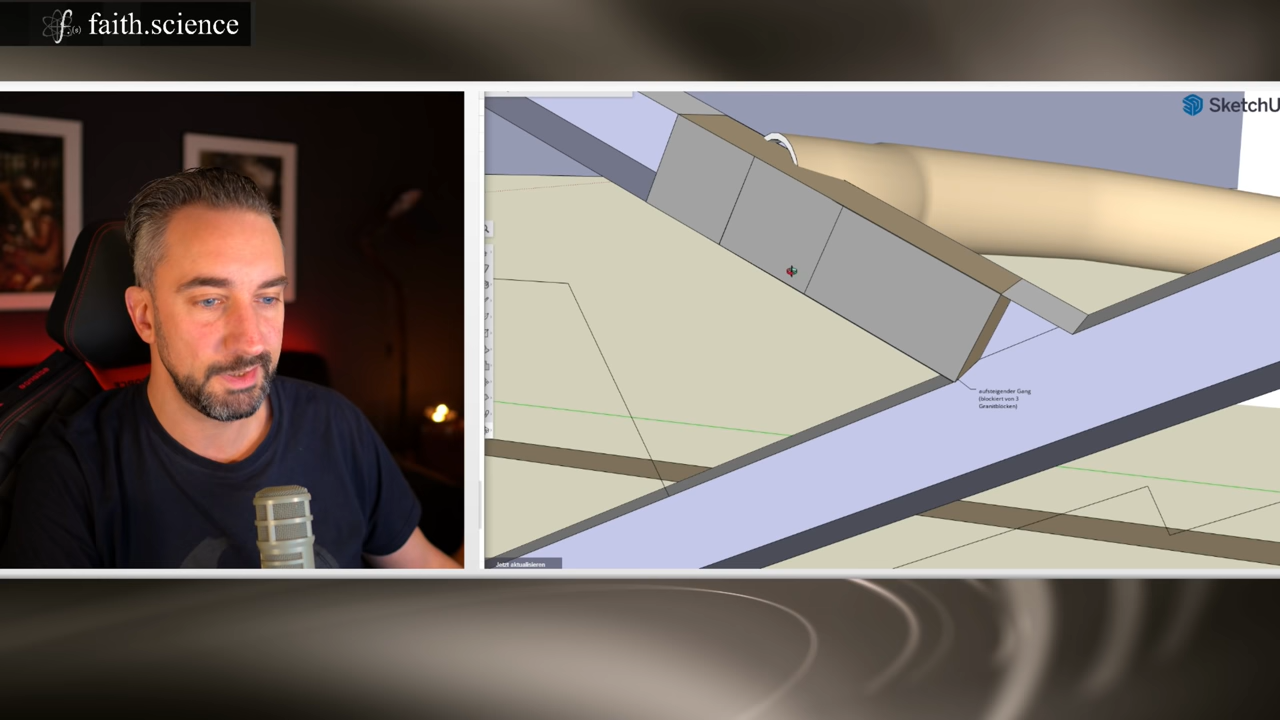 faith.science
SketchU
aufsteigender Gang
(blockiert von 3
Granitblöcken)
Jetzt aktualisieren